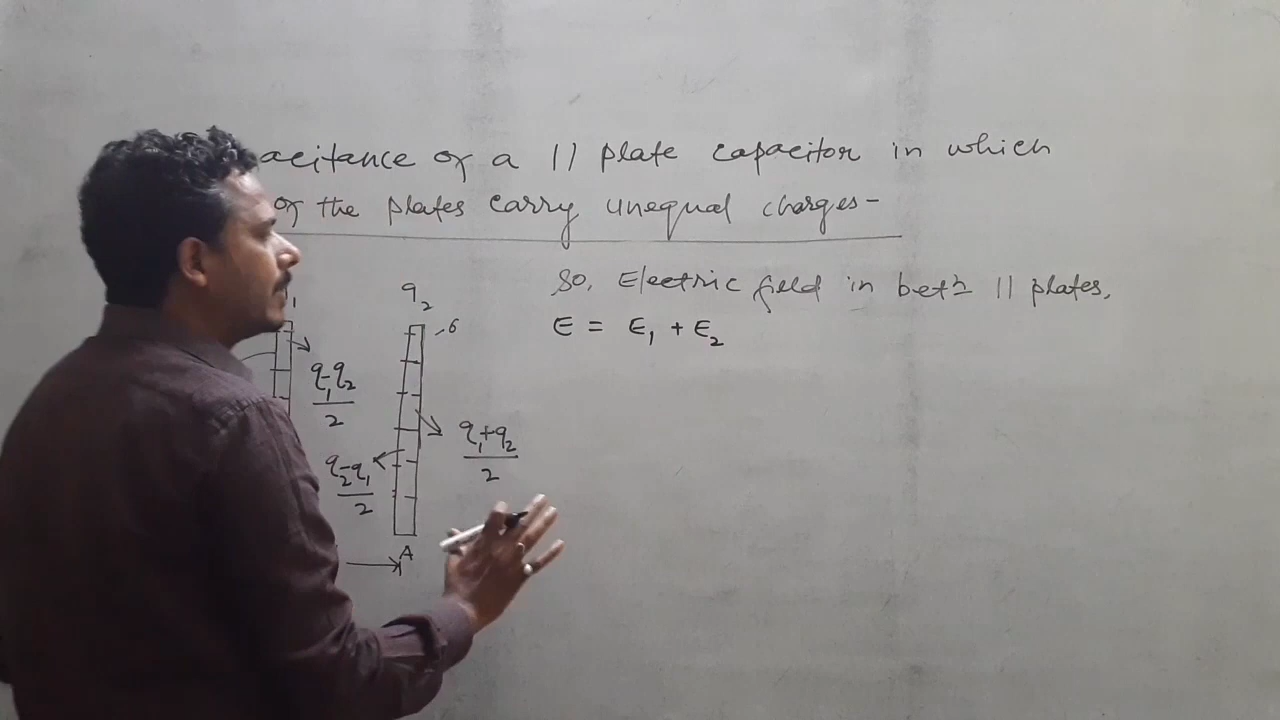 acitance of a || plate capacitor in which
of the plates carry unequal charges-
So, Electric field in betn || plates,
E = E₁ + E₂
q₂
q₁-q₂
2
q₁+q₂
2
q₂-q₁
2
A